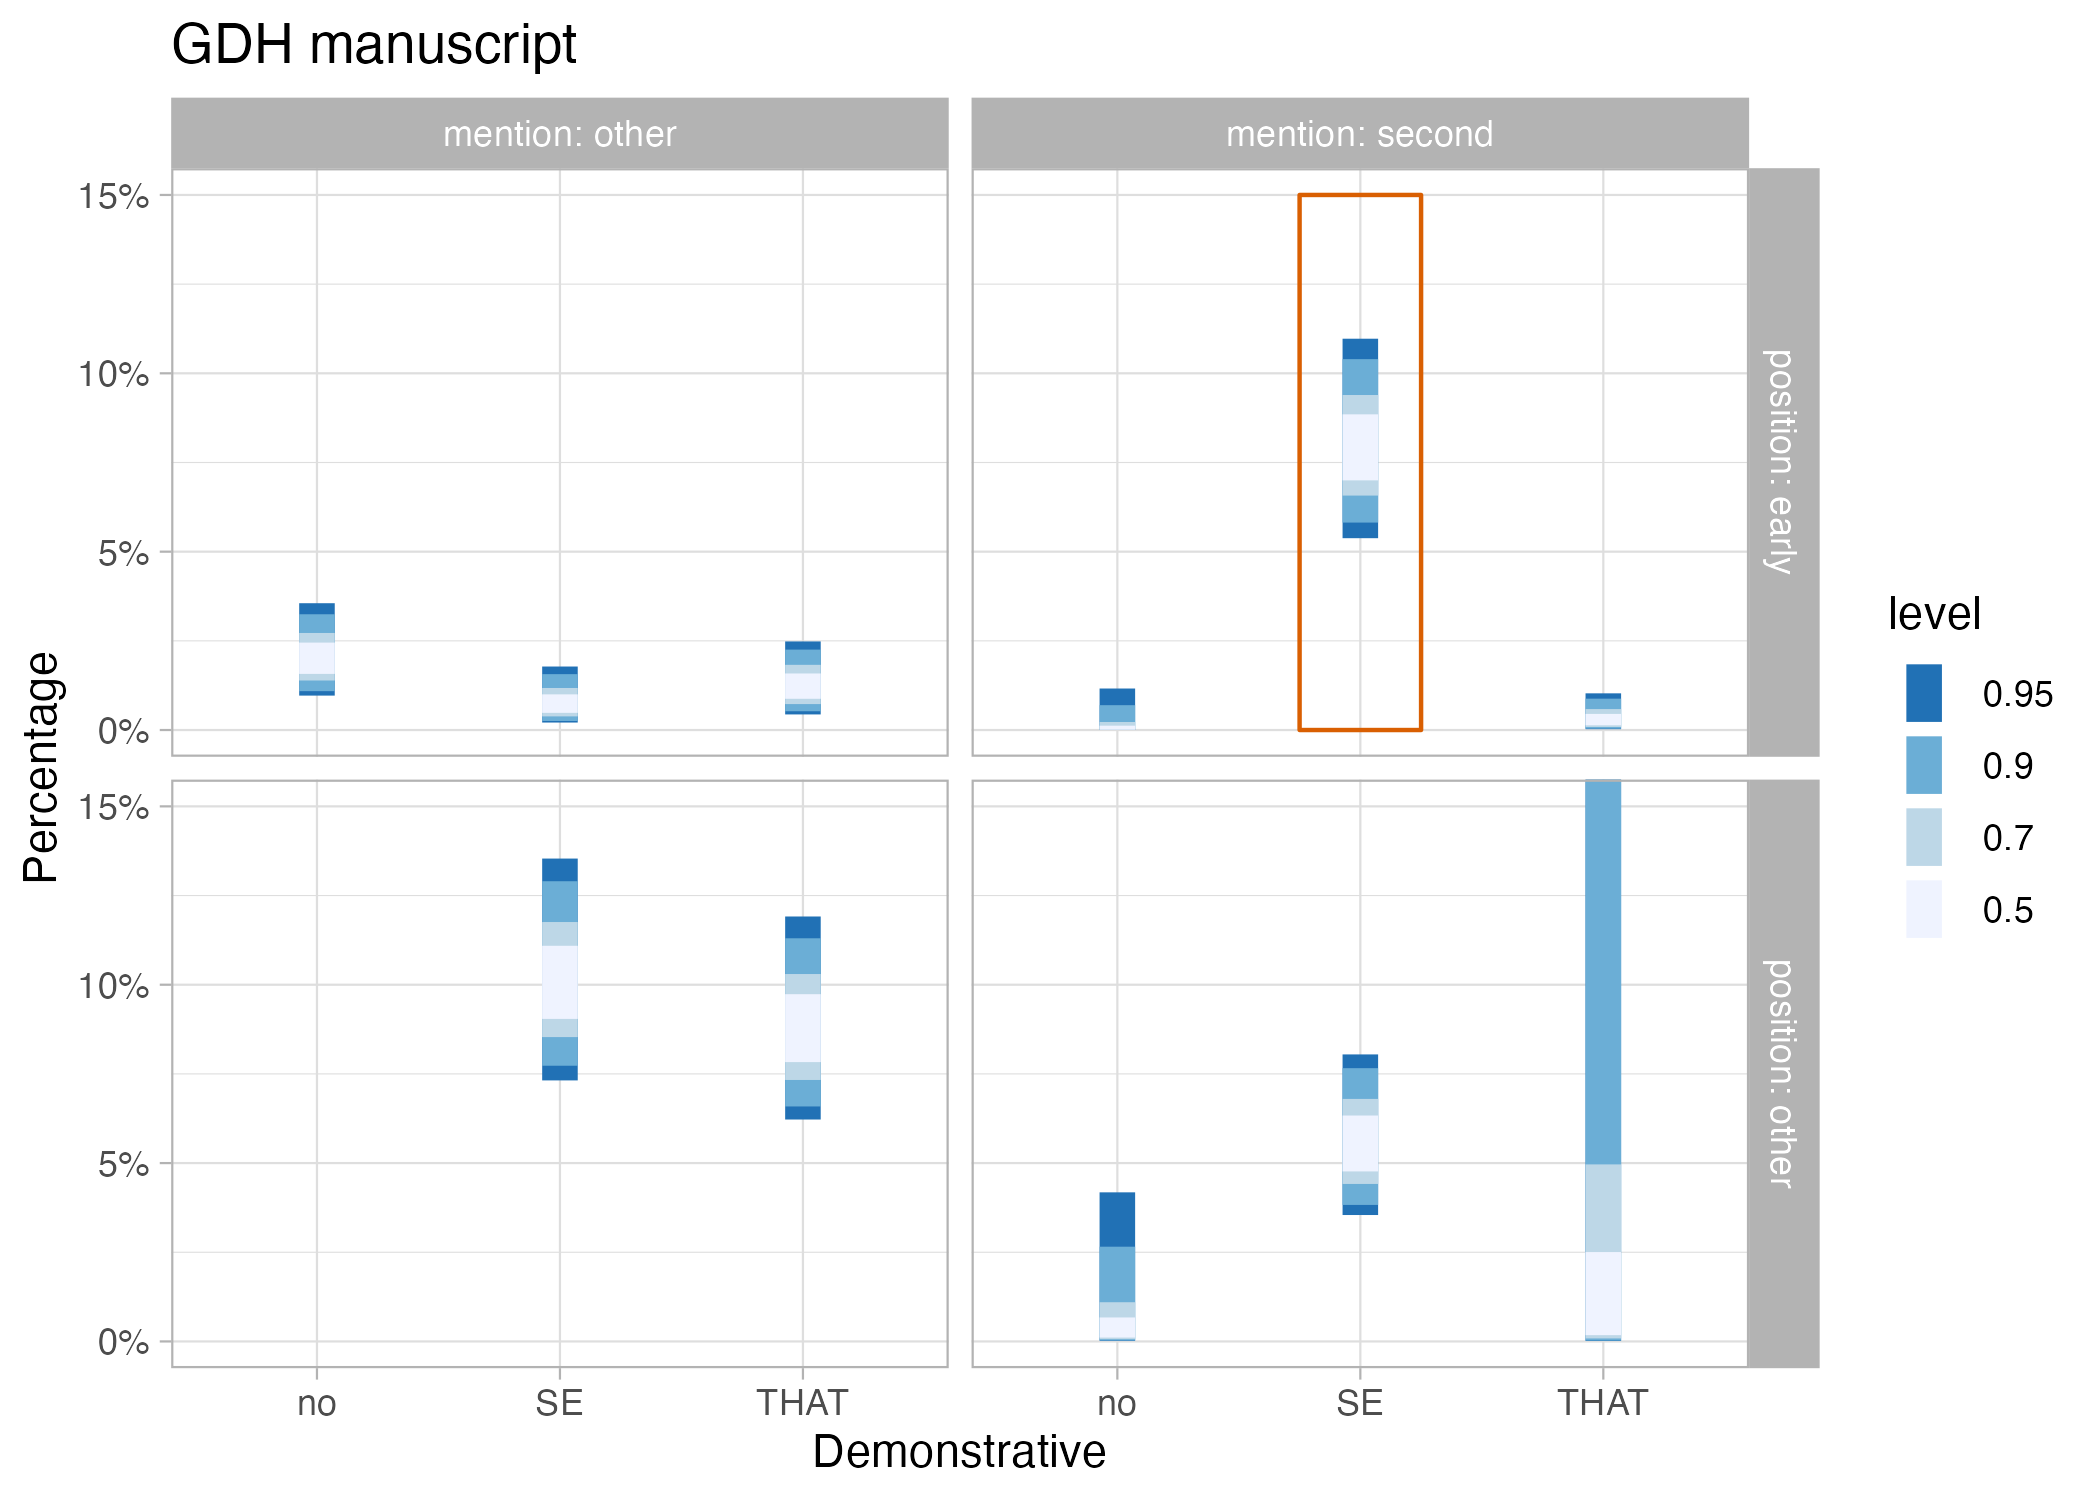 GDH manuscript
mention: other
mention: second
15%
10%
5%
0%
position: early
15%
10%
5%
0%
position: other
Percentage
no
SE
THAT
no
SE
THAT
Demonstrative
level
0.95
0.9
0.7
0.5